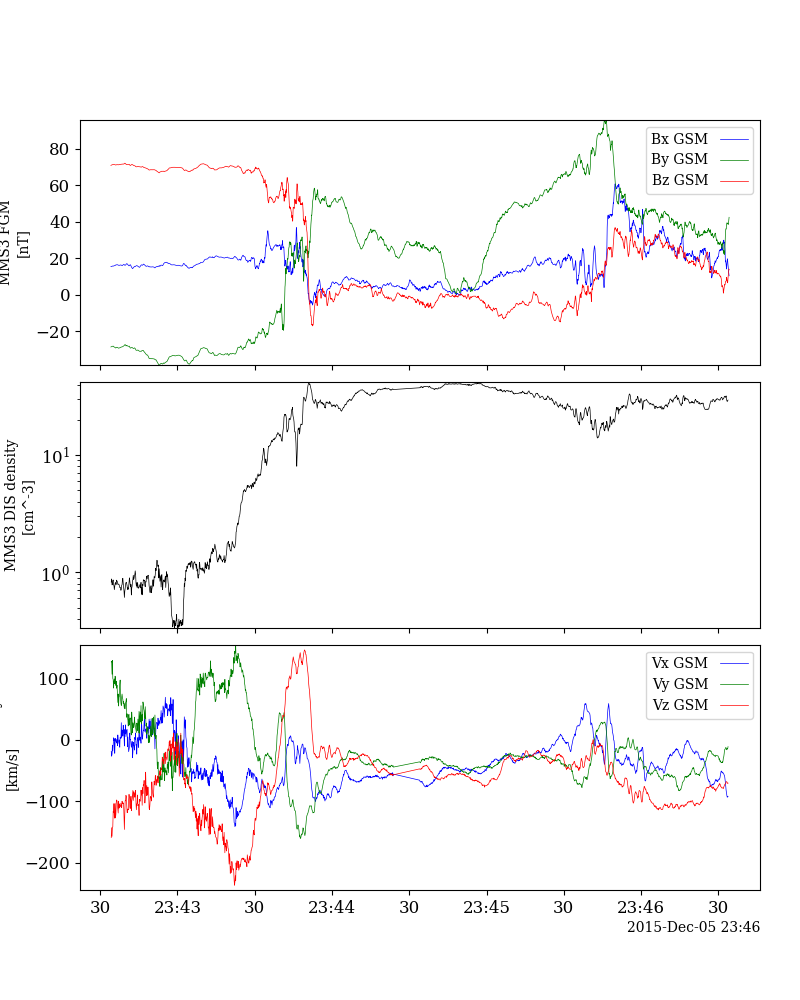 80
60
40
20
0
−20
MMS3 FGM
[nT]
Bx GSM
By GSM
Bz GSM
10^1
10^0
MMS3 DIS density
[cm^-3]
100
0
−100
−200
[km/s]
Vx GSM
Vy GSM
Vz GSM
30 23:43 30 23:44 30 23:45 30 23:46 30
2015-Dec-05 23:46